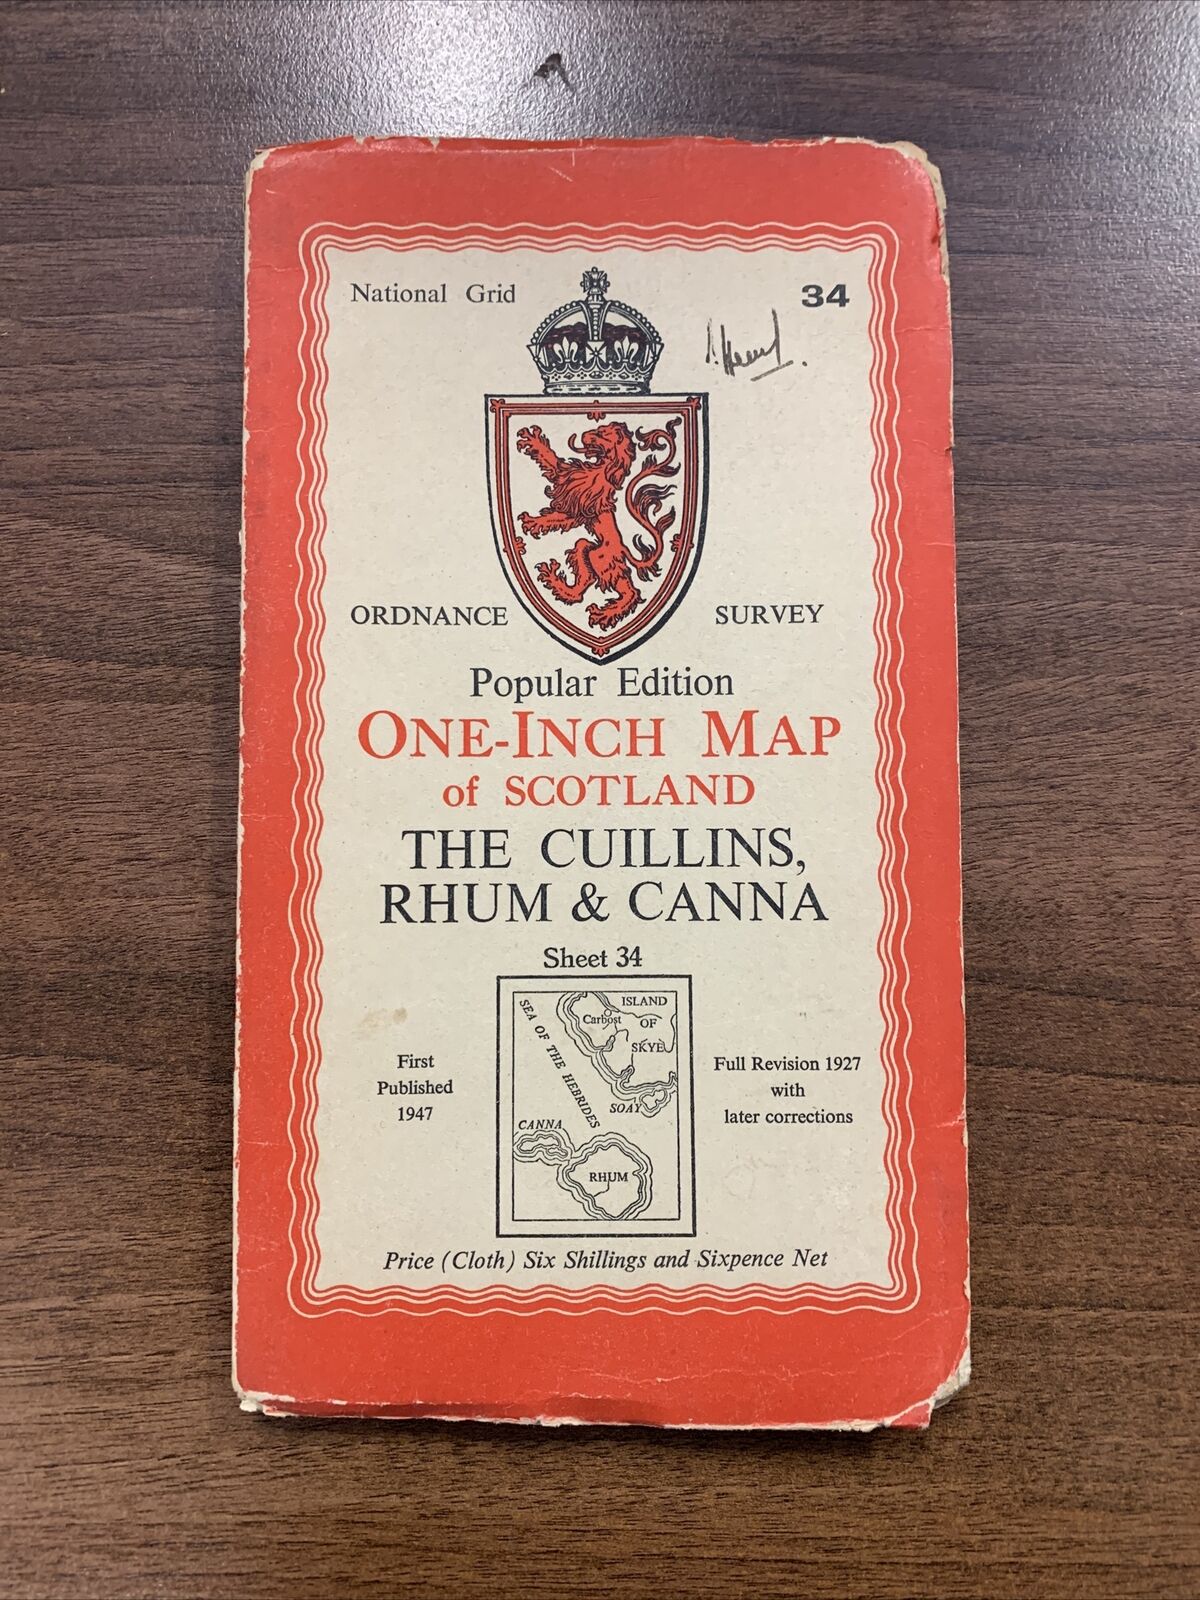 National Grid
34
ORDNANCE SURVEY
Popular Edition
ONE-INCH MAP
of SCOTLAND
THE CUILLINS,
RHUM & CANNA
Sheet 34
First
Published
1947
SEA OF THE HEBRIDES
ISLAND
OF
SKYE
Carbost
SOAY
CANNA
RHUM
Full Revision 1927
with
later corrections
Price (Cloth) Six Shillings and Sixpence Net